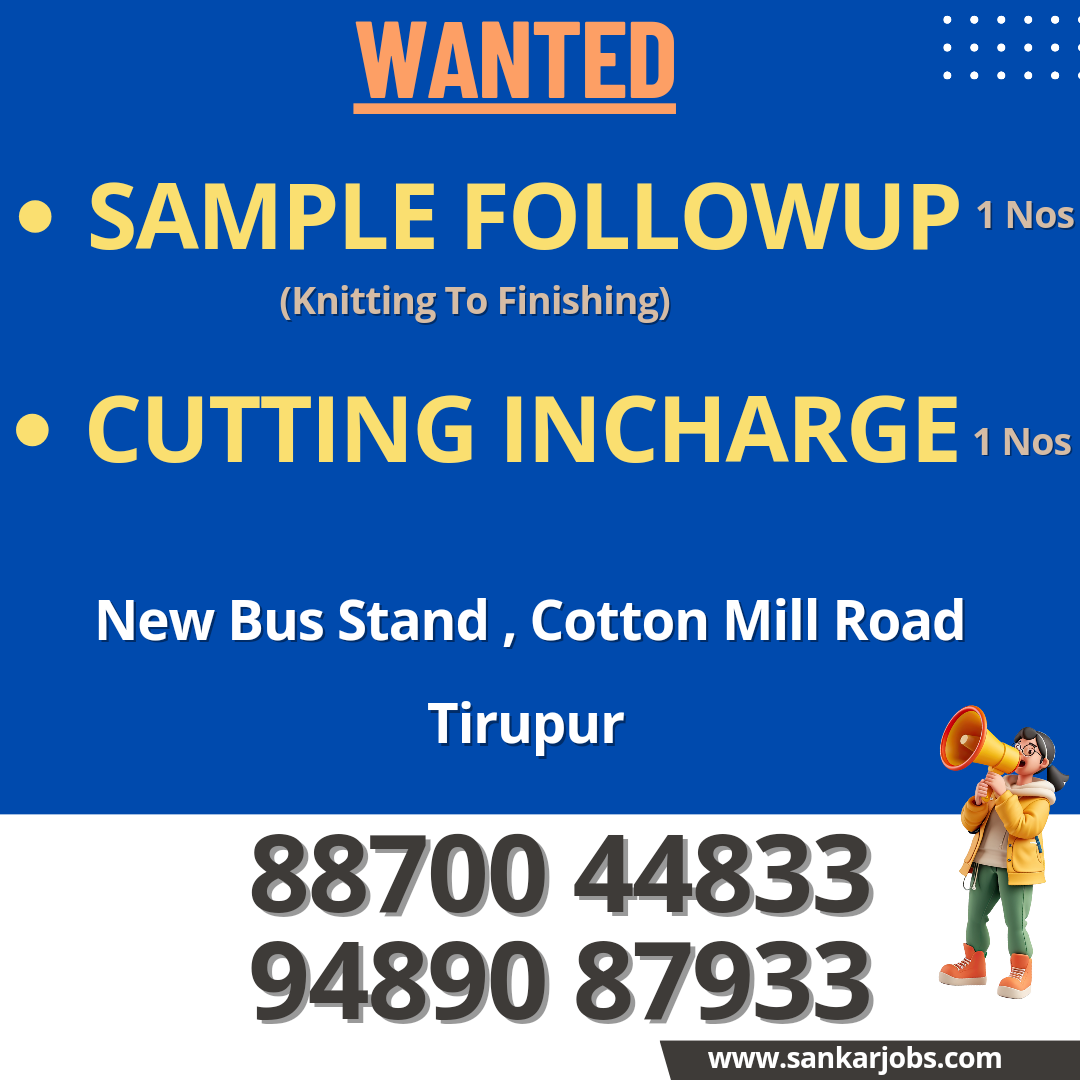 WANTED
• SAMPLE FOLLOWUP 1 Nos
(Knitting To Finishing)
• CUTTING INCHARGE 1 Nos
New Bus Stand , Cotton Mill Road
Tirupur
88700 44833
94890 87933
www.sankarjobs.com